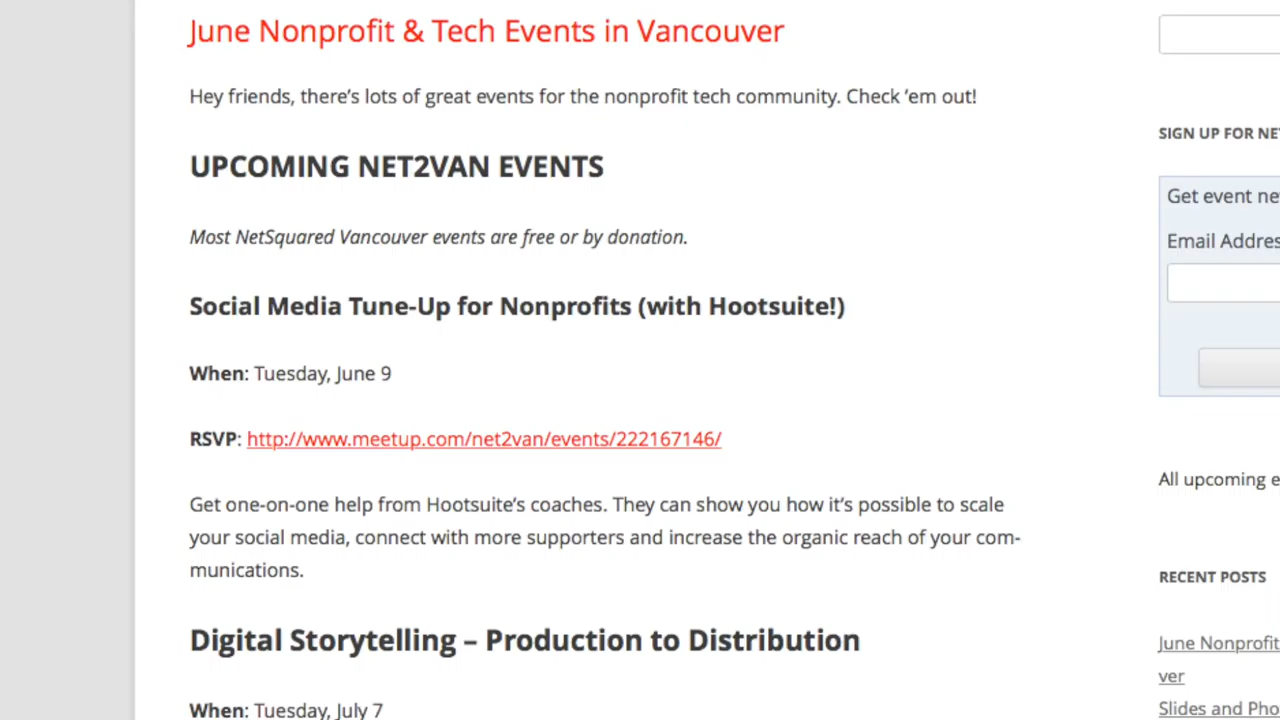 June Nonprofit & Tech Events in Vancouver
Hey friends, there’s lots of great events for the nonprofit tech community. Check ‘em out!
UPCOMING NET2VAN EVENTS
Most NetSquared Vancouver events are free or by donation.
Social Media Tune-Up for Nonprofits (with Hootsuite!)
When: Tuesday, June 9
RSVP: http://www.meetup.com/net2van/events/222167146/
Get one-on-one help from Hootsuite’s coaches. They can show you how it’s possible to scale
your social media, connect with more supporters and increase the organic reach of your com-
munications.
Digital Storytelling – Production to Distribution
When: Tuesday, July 7
SIGN UP FOR NE
Get event ne
Email Addres
All upcoming e
RECENT POSTS
June Nonprofit
ver
Slides and Pho